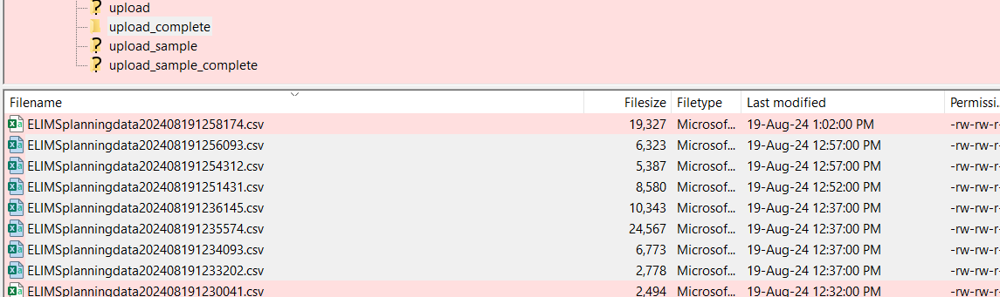 upload
upload_complete
upload_sample
upload_sample_complete
Filename Filesize Filetype Last modified Permissi...
ELIMSplanningdata202408191258174.csv 19,327 Microsof... 19-Aug-24 1:02:00 PM -rw-rw-r-
ELIMSplanningdata202408191256093.csv 6,323 Microsof... 19-Aug-24 12:57:00 PM -rw-rw-r-
ELIMSplanningdata202408191254312.csv 5,387 Microsof... 19-Aug-24 12:57:00 PM -rw-rw-r-
ELIMSplanningdata202408191251431.csv 8,580 Microsof... 19-Aug-24 12:52:00 PM -rw-rw-r-
ELIMSplanningdata202408191236145.csv 10,343 Microsof... 19-Aug-24 12:37:00 PM -rw-rw-r-
ELIMSplanningdata202408191235574.csv 24,567 Microsof... 19-Aug-24 12:37:00 PM -rw-rw-r-
ELIMSplanningdata202408191234093.csv 6,773 Microsof... 19-Aug-24 12:37:00 PM -rw-rw-r-
ELIMSplanningdata202408191233202.csv 2,778 Microsof... 19-Aug-24 12:37:00 PM -rw-rw-r-
ELIMSplanningdata202408191230041.csv 2,494 Microsof... 19-Aug-24 12:32:00 PM -rw-rw-r-